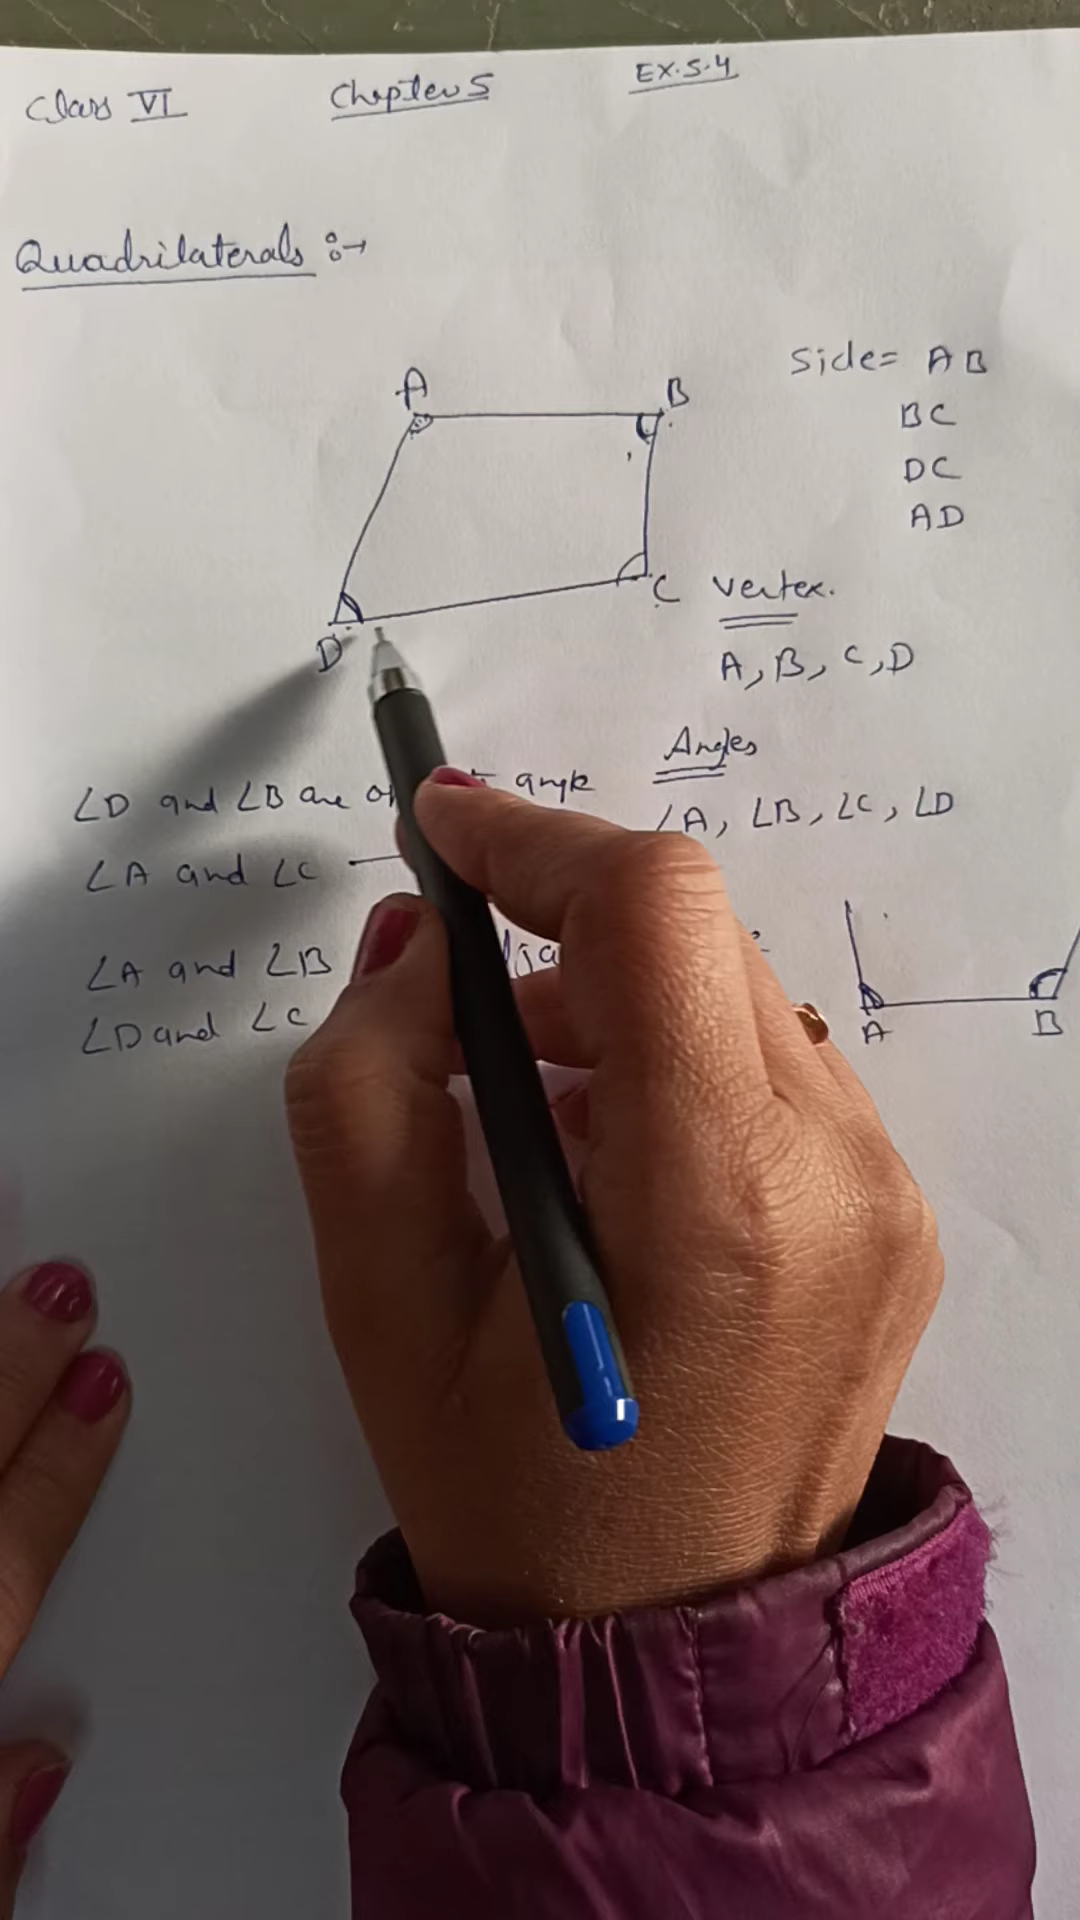 Class VI Chapter 5 EX.5.4
Quadrilaterals :→
A B
D C
Side = AB
BC
DC
AD
Vertex.
A, B, C, D
Angles
∠A, ∠B, ∠C, ∠D
∠D and ∠B are angle
∠A and ∠C —
∠A and ∠B
∠D and ∠C
A B